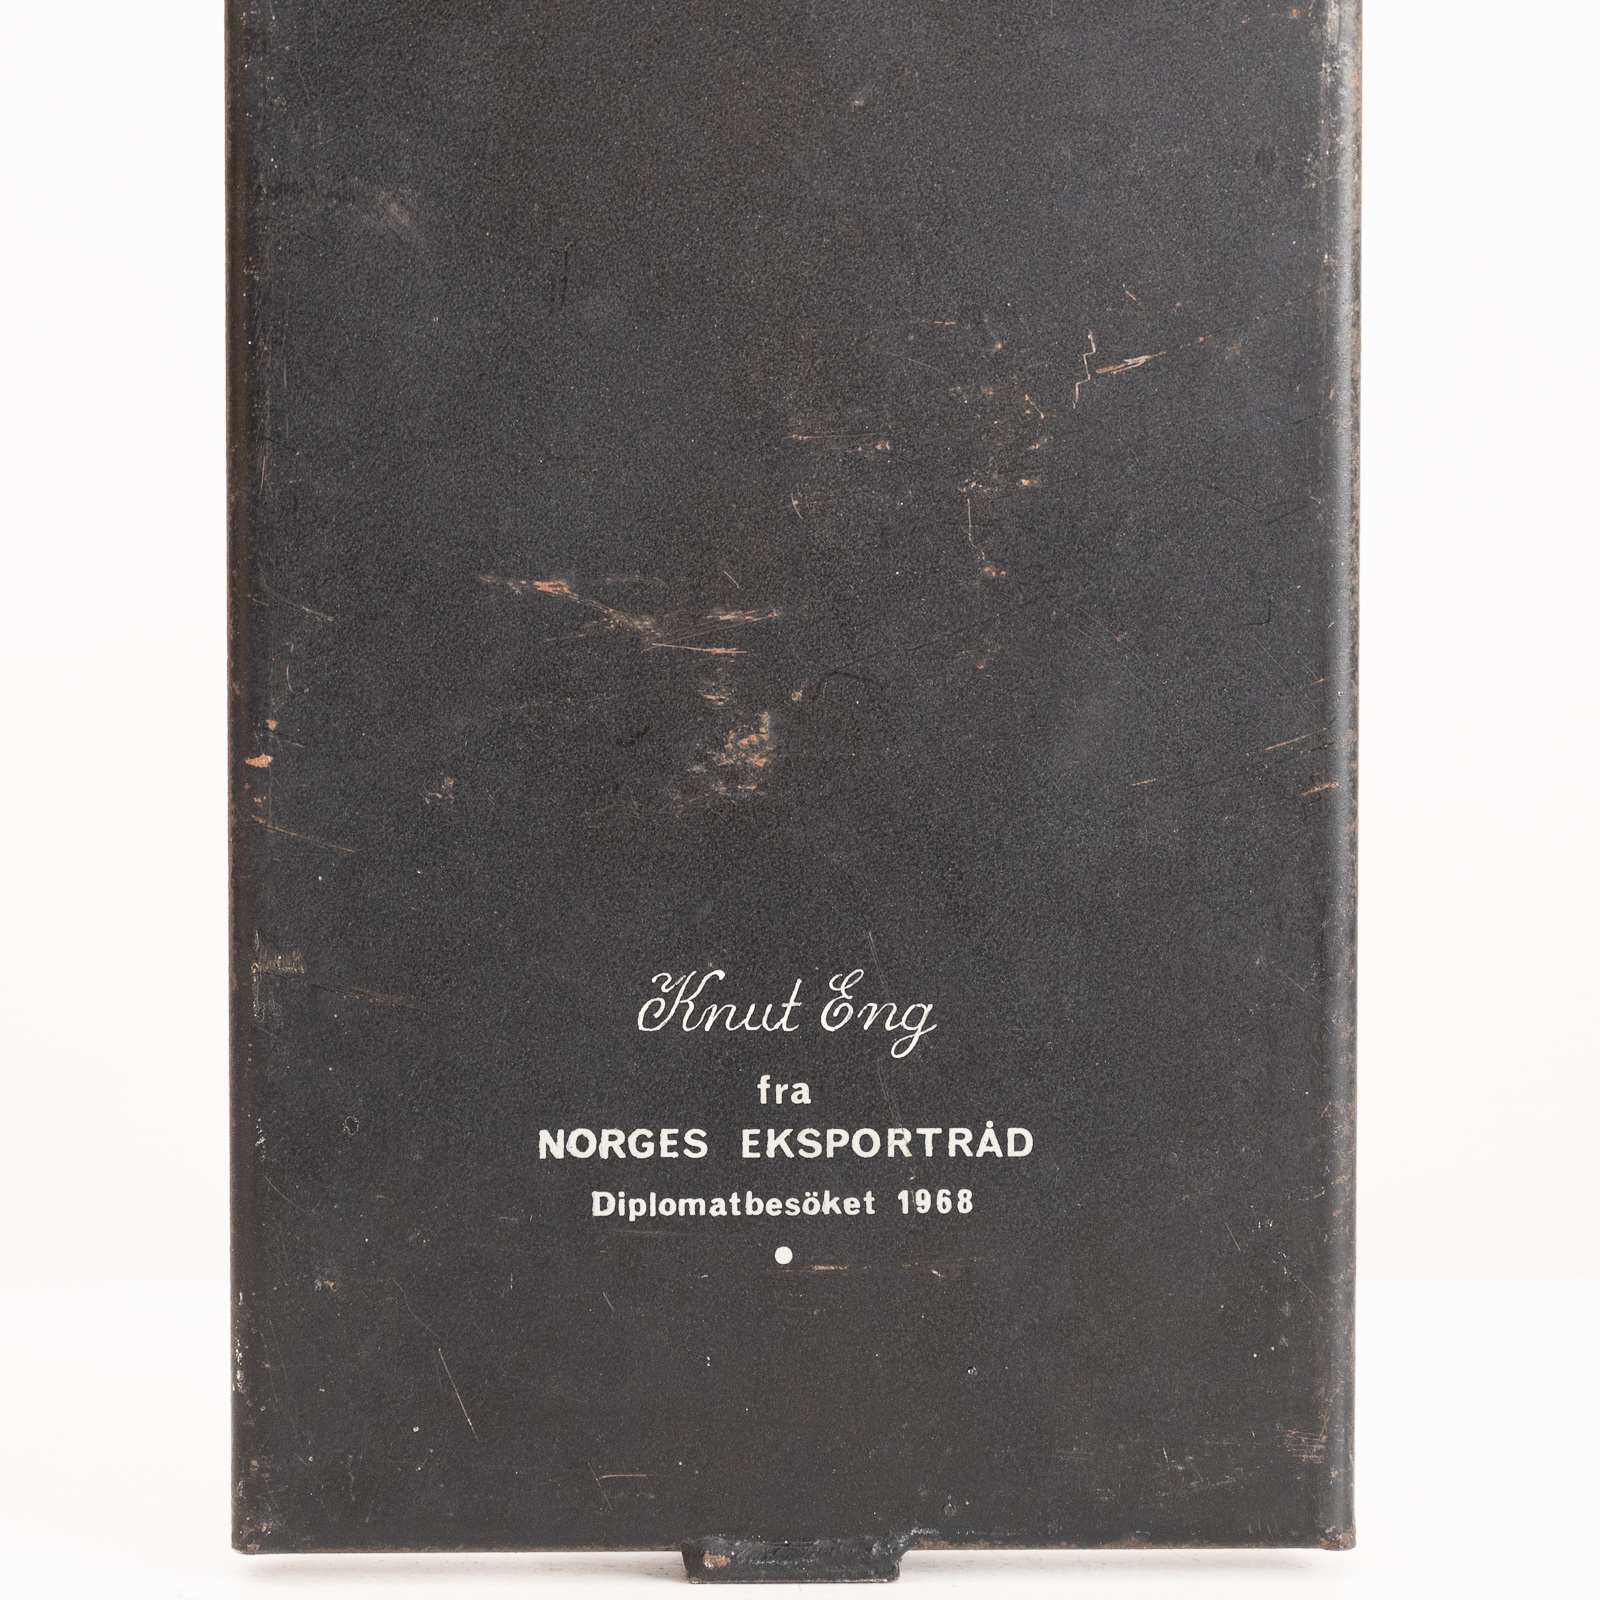 Knut Eng
fra
NORGES EKSPORTRÅD
Diplomatbesöket 1968